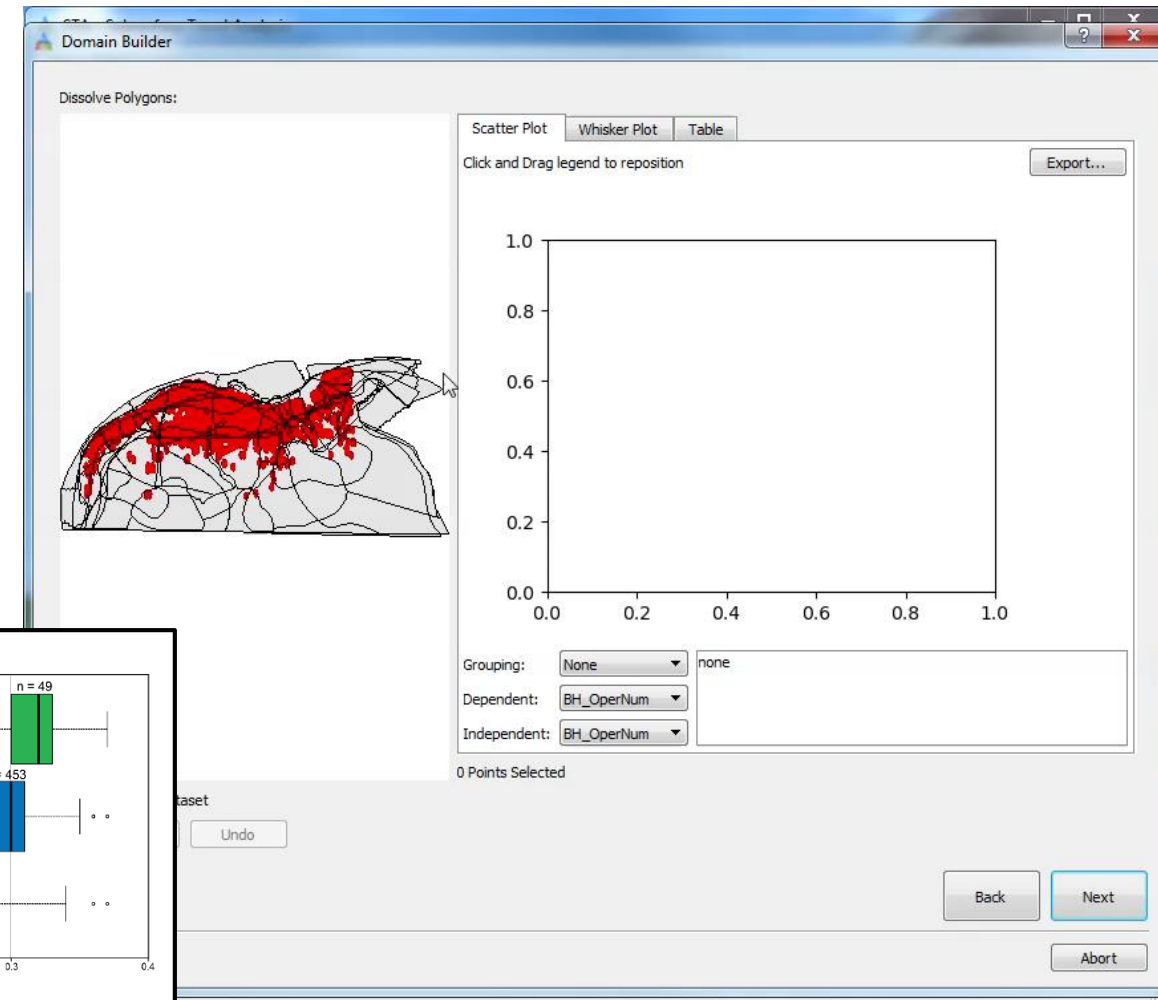 Domain Builder
?
X
Dissolve Polygons:
Scatter Plot Whisker Plot Table
Click and Drag legend to reposition Export...
1.0
0.8
0.6
0.4
0.2
0.0
0.0 0.2 0.4 0.6 0.8 1.0
Grouping: None none
Dependent: BH_OperNum
Independent: BH_OperNum
0 Points Selected
Undo
Back Next
Abort
n = 49
453
0.3 0.4